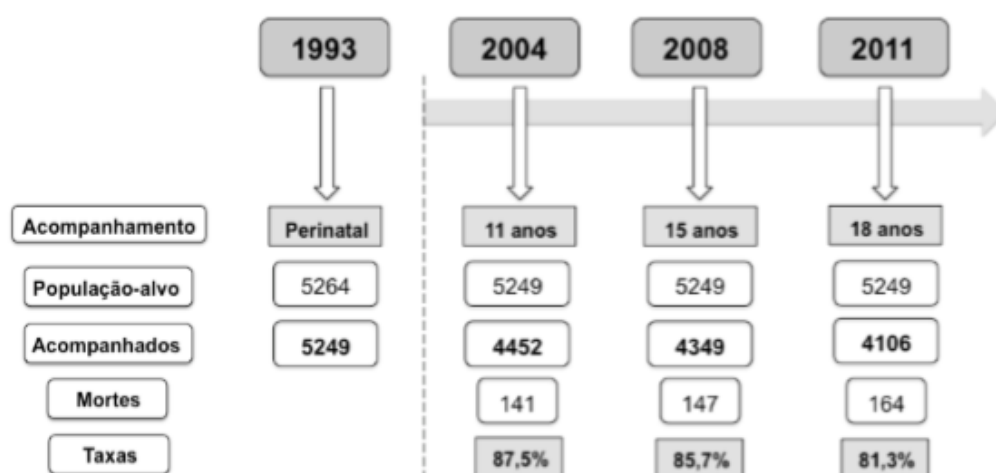 1993 2004 2008 2011
Acompanhamento Perinatal 11 anos 15 anos 18 anos
População-alvo 5264 5249 5249 5249
Acompanhados 5249 4452 4349 4106
Mortes 141 147 164
Taxas 87,5% 85,7% 81,3%